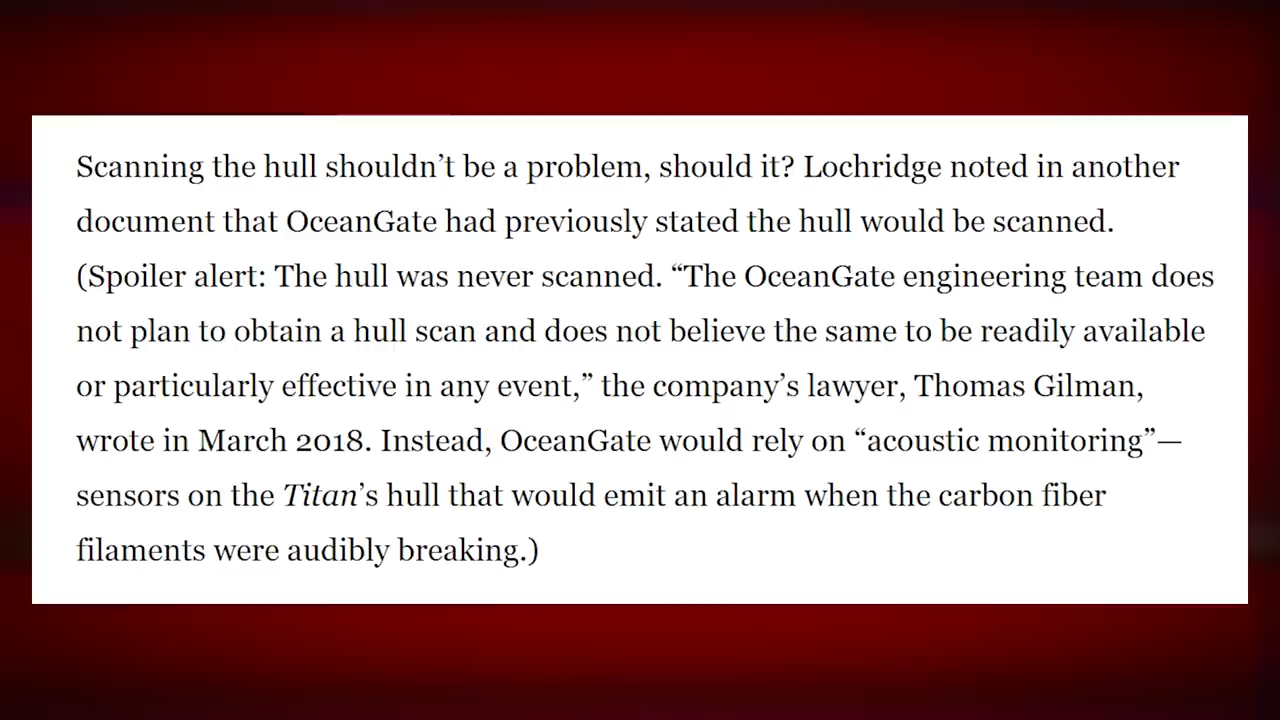 Scanning the hull shouldn’t be a problem, should it? Lochridge noted in another
document that OceanGate had previously stated the hull would be scanned.
(Spoiler alert: The hull was never scanned. “The OceanGate engineering team does
not plan to obtain a hull scan and does not believe the same to be readily available
or particularly effective in any event,” the company’s lawyer, Thomas Gilman,
wrote in March 2018. Instead, OceanGate would rely on “acoustic monitoring”—
sensors on the Titan’s hull that would emit an alarm when the carbon fiber
filaments were audibly breaking.)